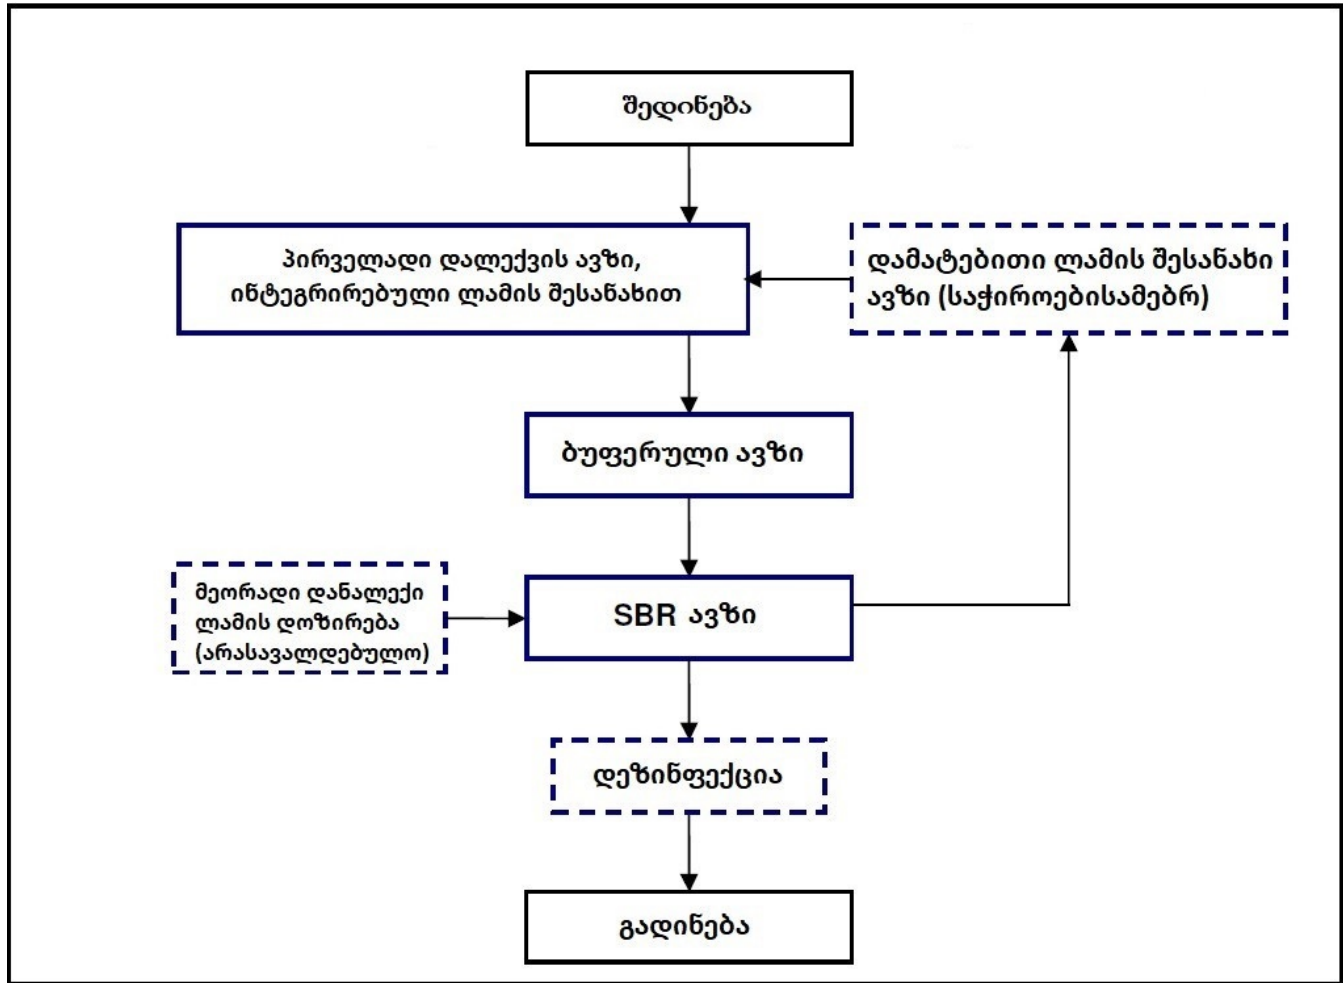 შედინება
პირველადი დალექვის ავზი,
ინტეგრირებული ლამის შესანახით
დამატებითი ლამის შესანახი
ავზი (საჭიროებისამებრ)
ბუფერული ავზი
მეორადი დანალექი
ლამის დოზირება
(არასავალდებულო)
SBR ავზი
დეზინფექცია
გადინება